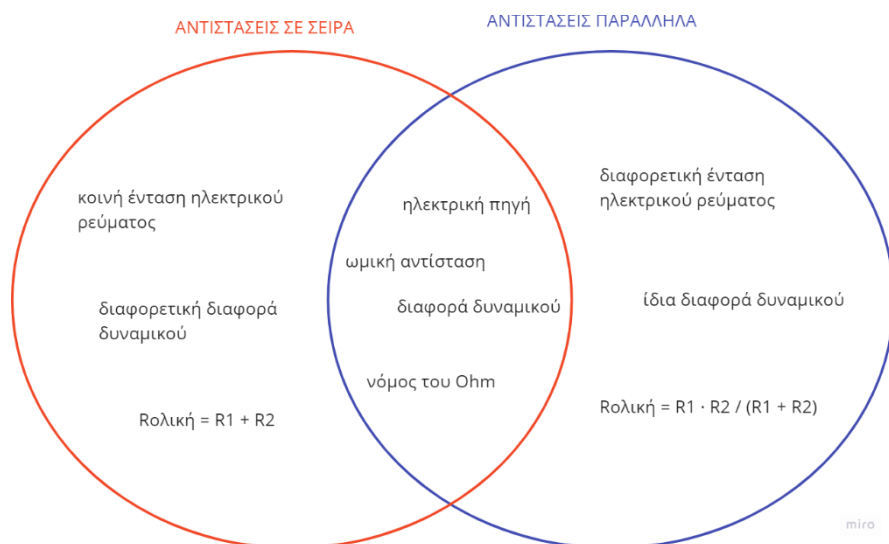 ΑΝΤΙΣΤΑΣΕΙΣ ΣΕ ΣΕΙΡΑ
ΑΝΤΙΣΤΑΣΕΙΣ ΠΑΡΑΛΛΗΛΑ
κοινή ένταση ηλεκτρικού
ρεύματος
διαφορετική διαφορά
δυναμικού
Rολική = R1 + R2
ηλεκτρική πηγή
ωμική αντίσταση
διαφορά δυναμικού
νόμος του Ohm
διαφορετική ένταση
ηλεκτρικού ρεύματος
ίδια διαφορά δυναμικού
Rολική = R1 · R2 / (R1 + R2)
miro